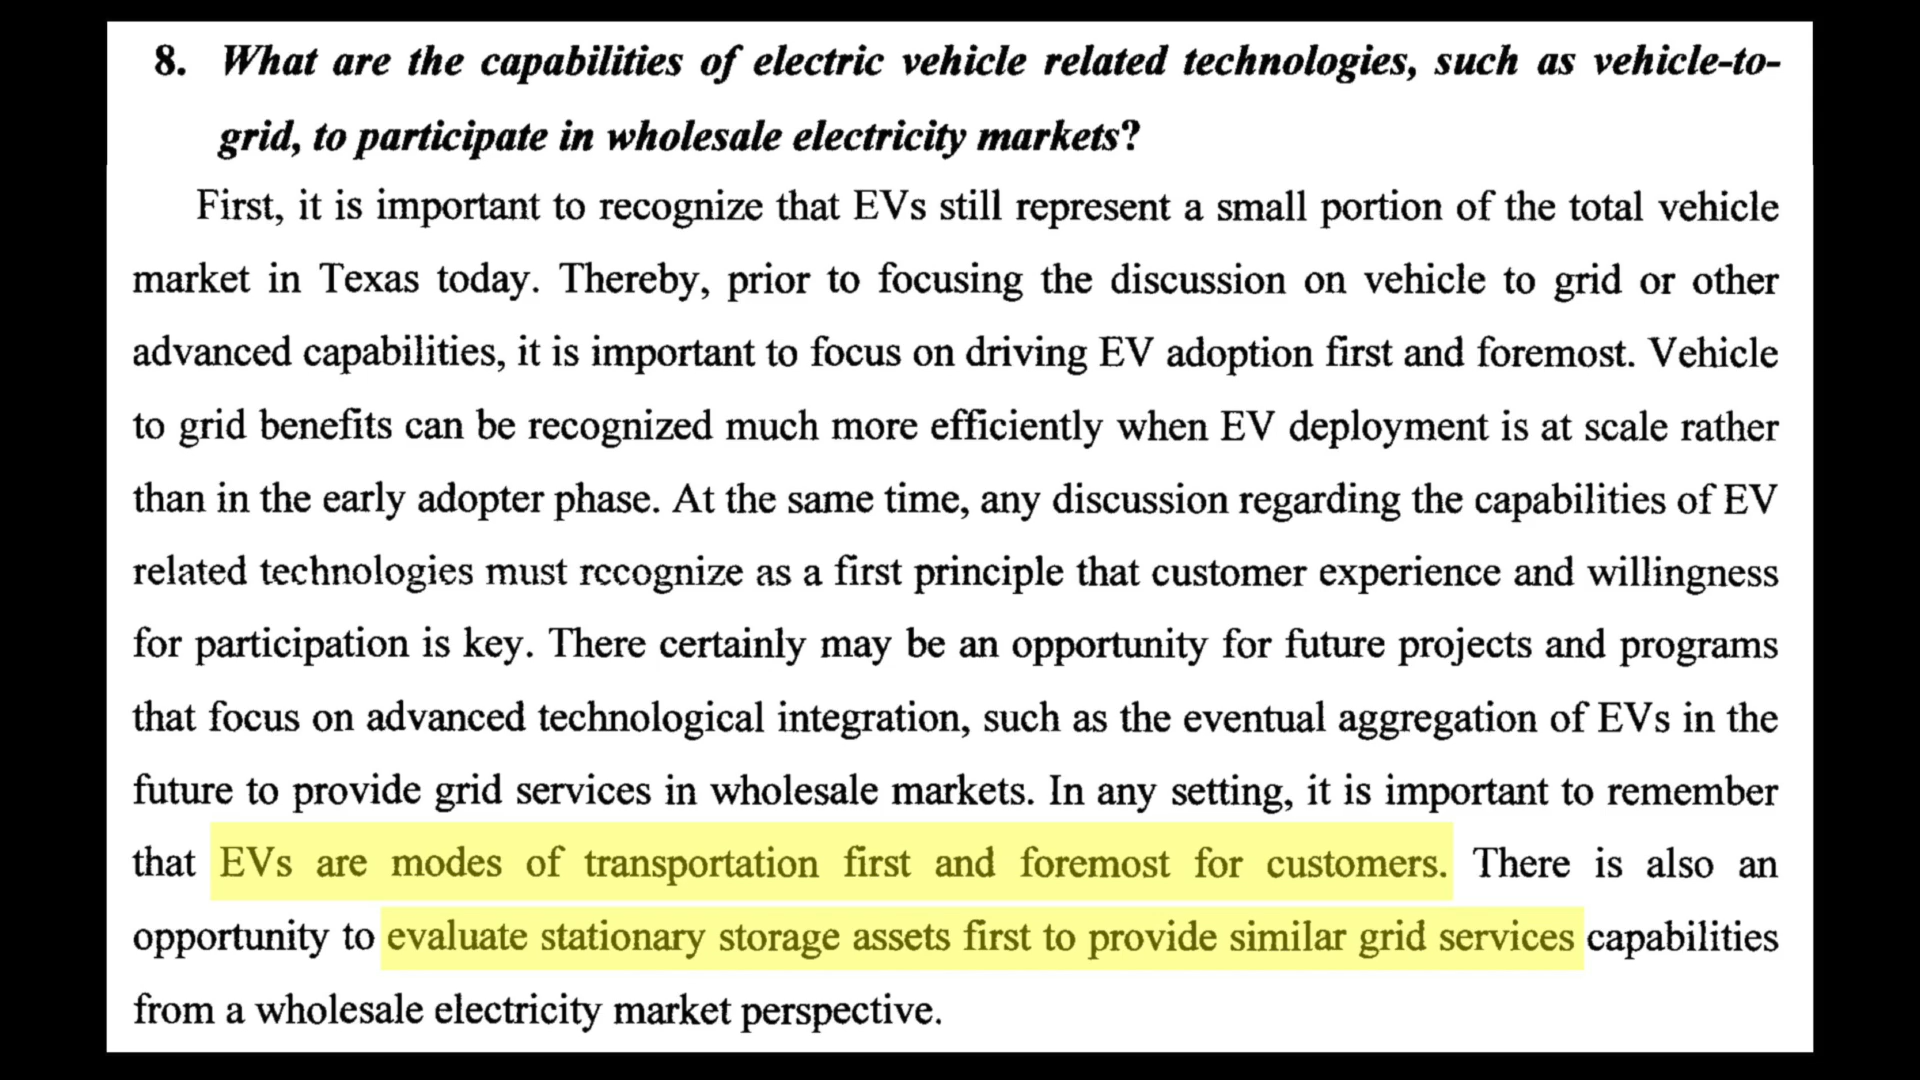 8. What are the capabilities of electric vehicle related technologies, such as vehicle-to-
grid, to participate in wholesale electricity markets?
First, it is important to recognize that EVs still represent a small portion of the total vehicle
market in Texas today. Thereby, prior to focusing the discussion on vehicle to grid or other
advanced capabilities, it is important to focus on driving EV adoption first and foremost. Vehicle
to grid benefits can be recognized much more efficiently when EV deployment is at scale rather
than in the early adopter phase. At the same time, any discussion regarding the capabilities of EV
related technologies must recognize as a first principle that customer experience and willingness
for participation is key. There certainly may be an opportunity for future projects and programs
that focus on advanced technological integration, such as the eventual aggregation of EVs in the
future to provide grid services in wholesale markets. In any setting, it is important to remember
that EVs are modes of transportation first and foremost for customers. There is also an
opportunity to evaluate stationary storage assets first to provide similar grid services capabilities
from a wholesale electricity market perspective.